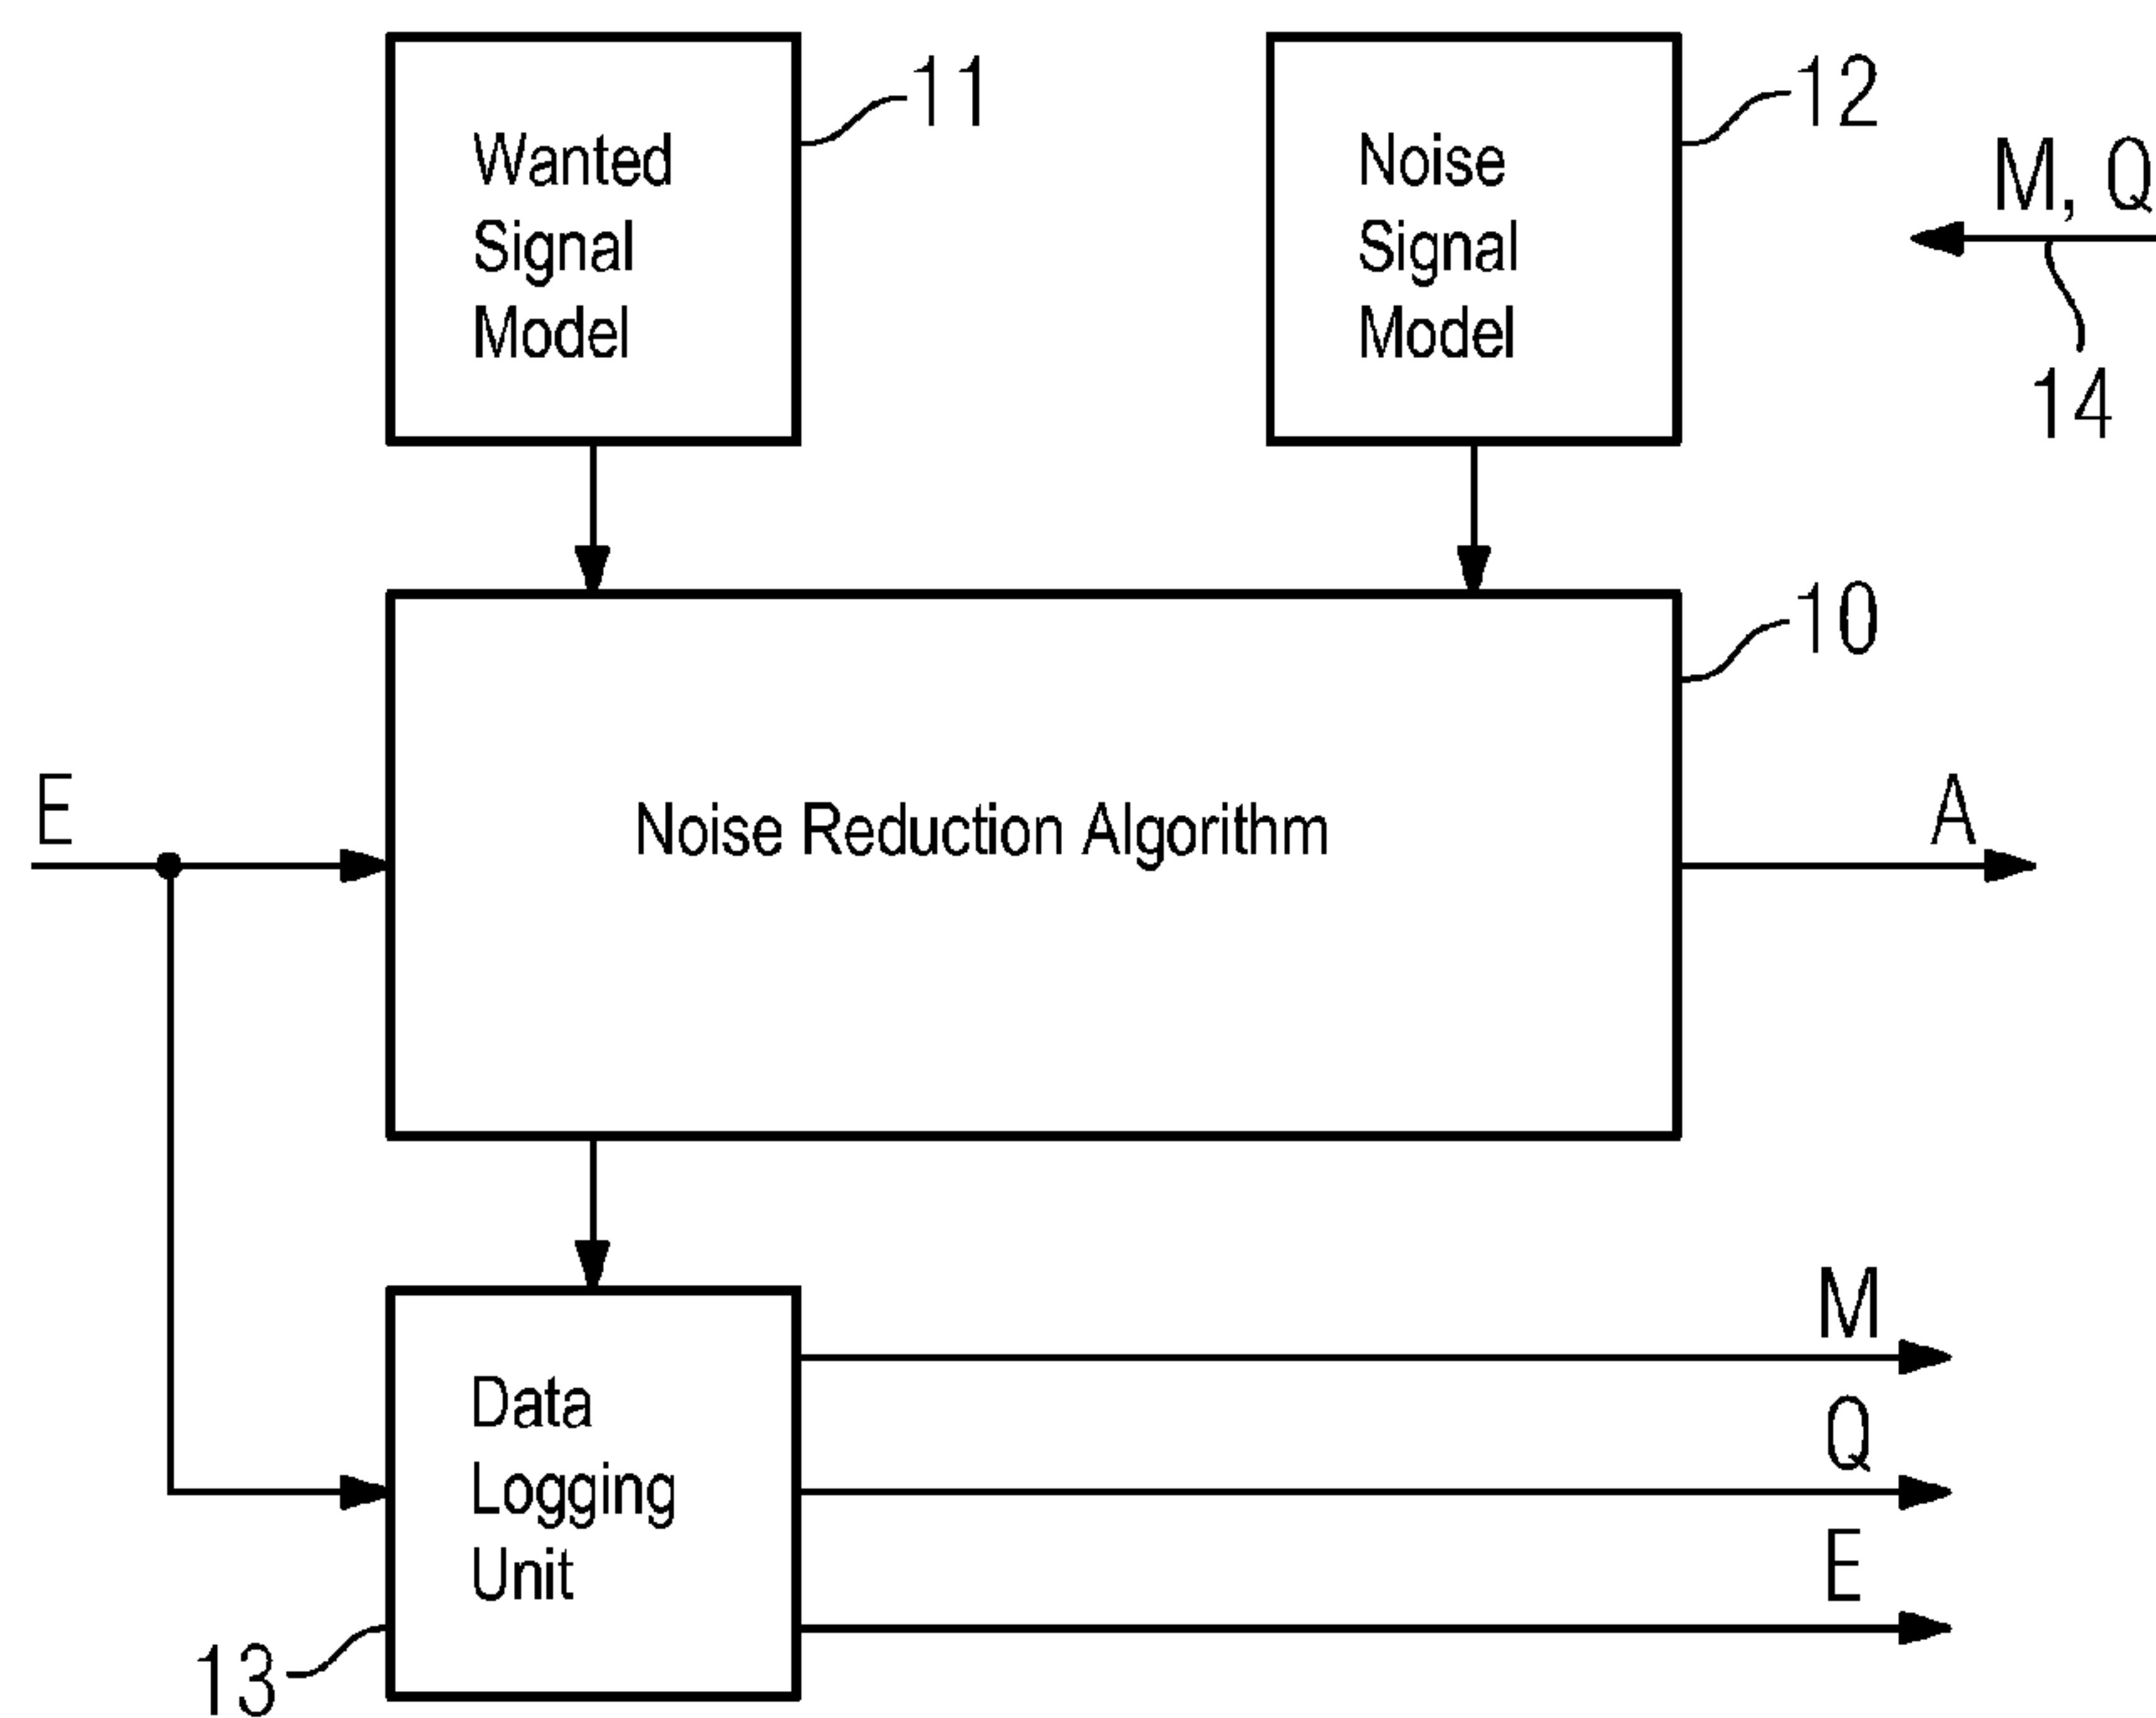 Wanted
Signal
Model
11
Noise
Signal
Model
12
M, Q
14
10
E
Noise Reduction Algorithm
A
Data
Logging
Unit
13
M
Q
E